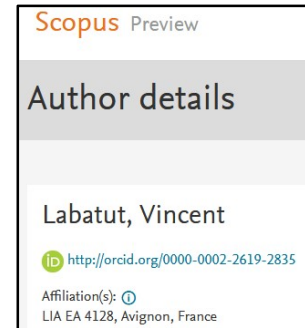 Scopus Preview
Author details
Labatut, Vincent
iD http://orcid.org/0000-0002-2619-2835
Affiliation(s): i
LIA EA 4128, Avignon, France